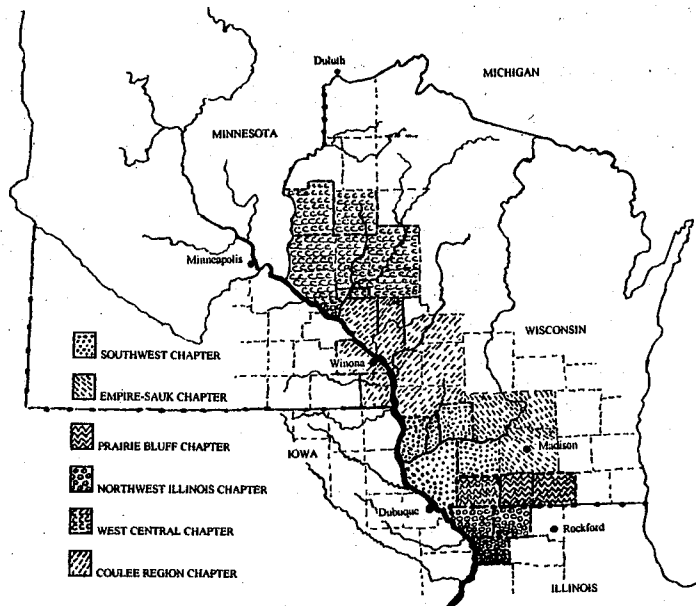 Duluth
MICHIGAN
MINNESOTA
Minneapolis
WISCONSIN
SOUTHWEST CHAPTER
Winona
EMPIRE-SAUK CHAPTER
PRAIRIE BLUFF CHAPTER
IOWA
Madison
NORTHWEST ILLINOIS CHAPTER
Dubuque
WEST CENTRAL CHAPTER
Rockford
COULEE REGION CHAPTER
ILLINOIS